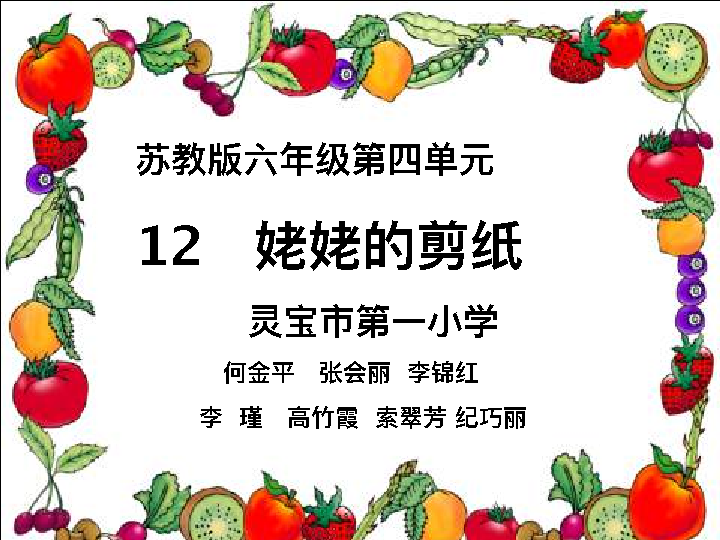 苏教版六年级第四单元
12 姥姥的剪纸
灵宝市第一小学
何金平 张会丽 李锦红
李 瑾 高竹霞 索翠芳 纪巧丽